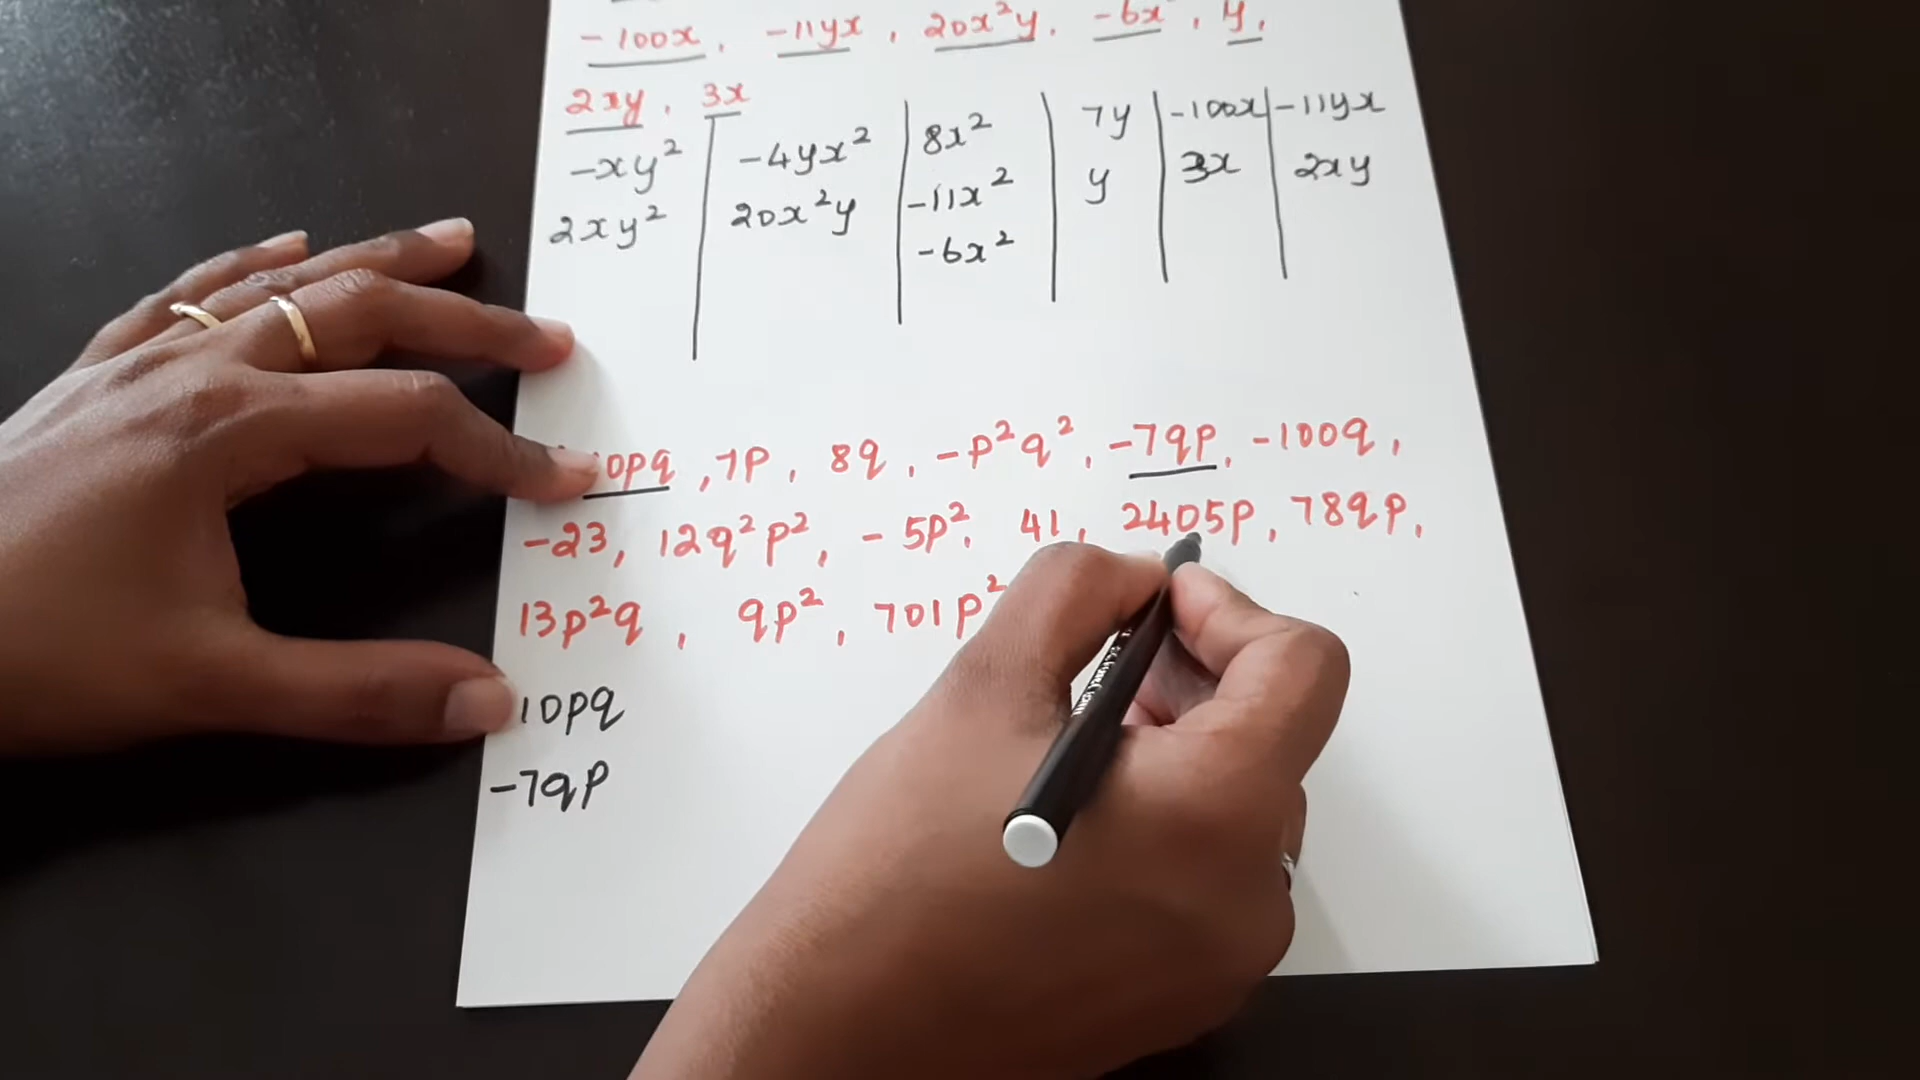 -100x, -11yx, 20x²y, -6x², y,
2xy, 3x
-xy² | -4yx² | 8x² | 7y | -100x | -11yx
2xy² | 20x²y | -11x² | y | 3x | 2xy
-6x²
0pq, 7p, 8q, -p²q², -7qp, -100q,
-23, 12q²p², -5p², 41, 2405p, 78qp,
13p²q, qp², 701p²
10pq
-7qp